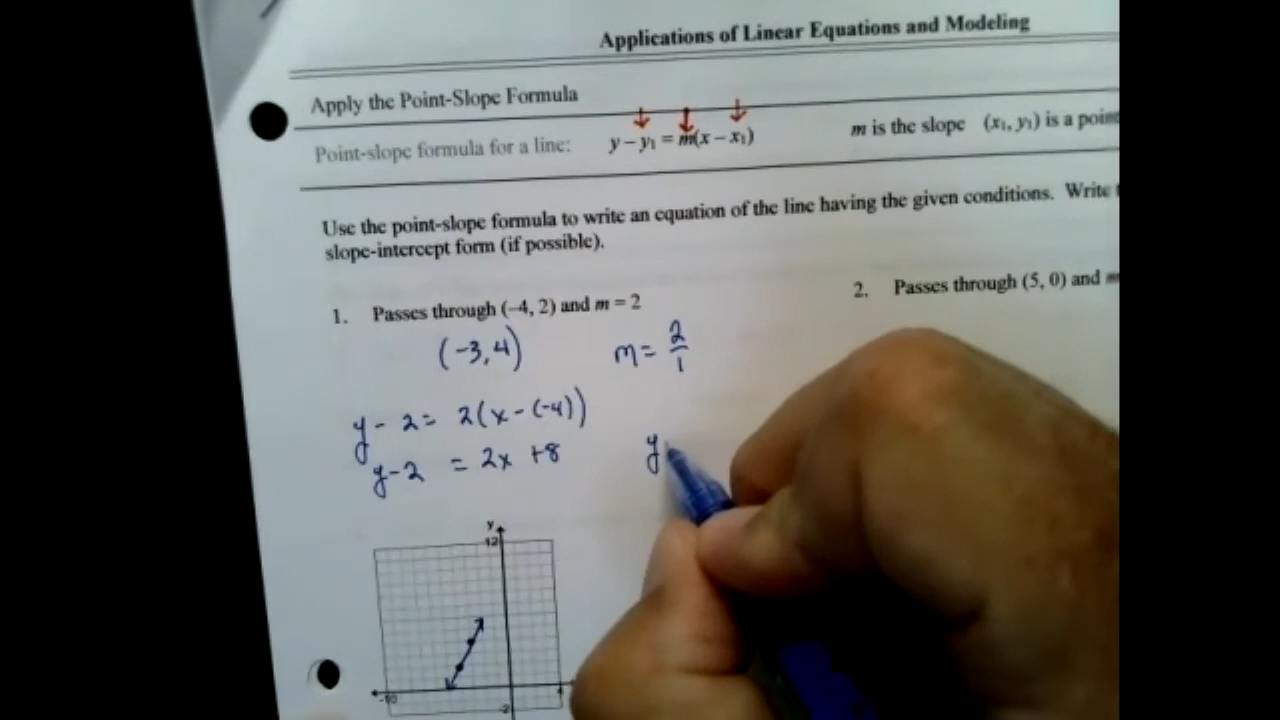 Applications of Linear Equations and Modeling
Apply the Point-Slope Formula
Point-slope formula for a line: y − y₁ = m(x − x₁) m is the slope (x₁, y₁) is a point
Use the point-slope formula to write an equation of the line having the given conditions. Write
slope-intercept form (if possible).
1. Passes through (−4, 2) and m = 2
2. Passes through (5, 0) and
(-3,4) m = 2/1
y - 2 = 2(x - (-4))
y - 2 = 2x + 8 y
y
12
-10
-2